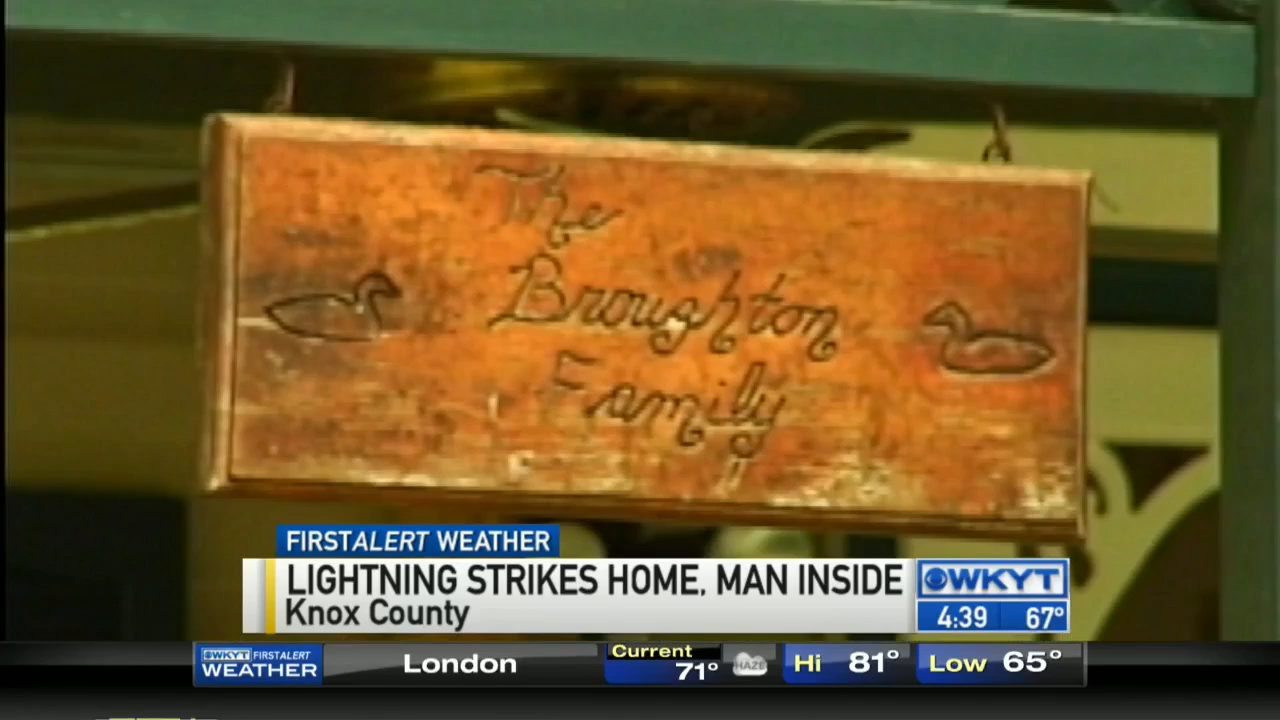 The
Broughton
Family
FIRSTALERT WEATHER
LIGHTNING STRIKES HOME, MAN INSIDE
Knox County
WKYT
4:39 67°
WKYT FIRSTALERT
WEATHER
London
Current
71°
HAZE
Hi 81°
Low 65°